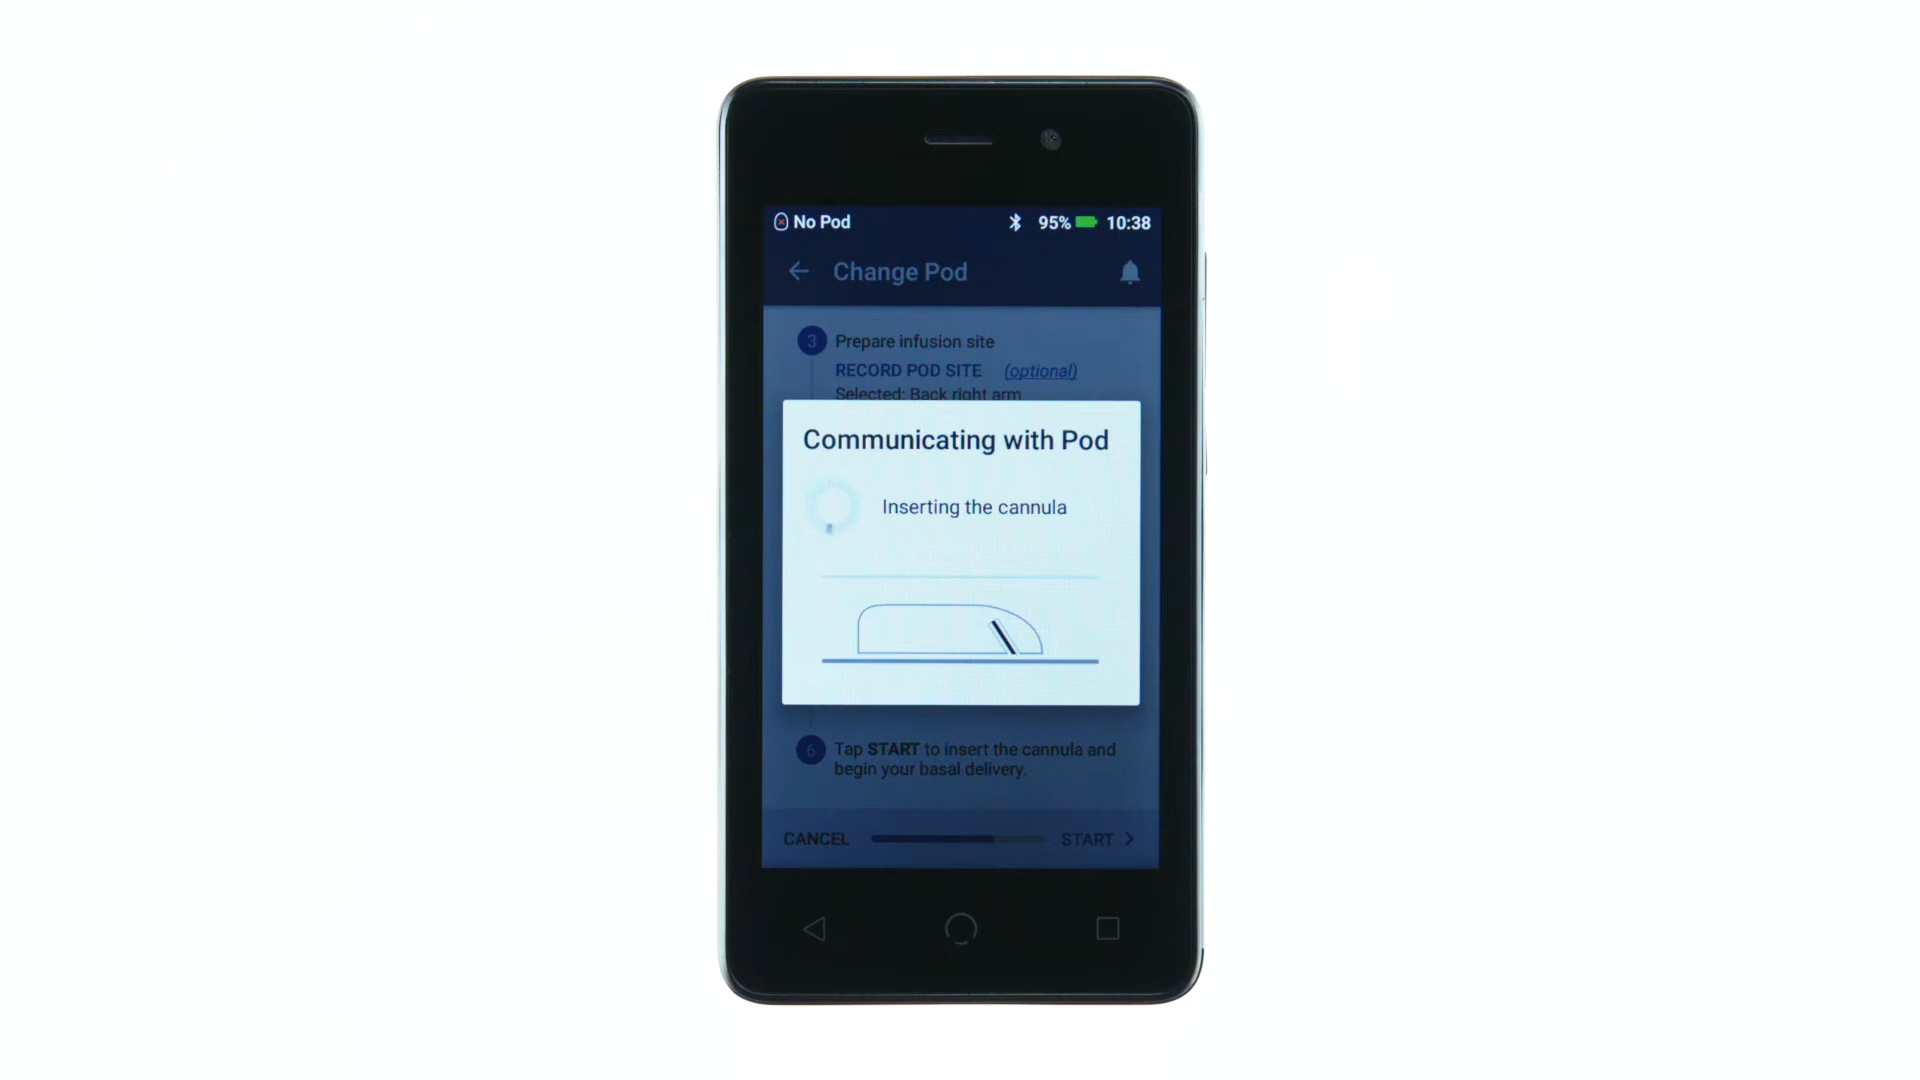 No Pod 95% 10:38
Change Pod
3 Prepare infusion site
RECORD POD SITE (optional)
Selected: Back right arm
Communicating with Pod
Inserting the cannula
6 Tap START to insert the cannula and
begin your basal delivery.
CANCEL START